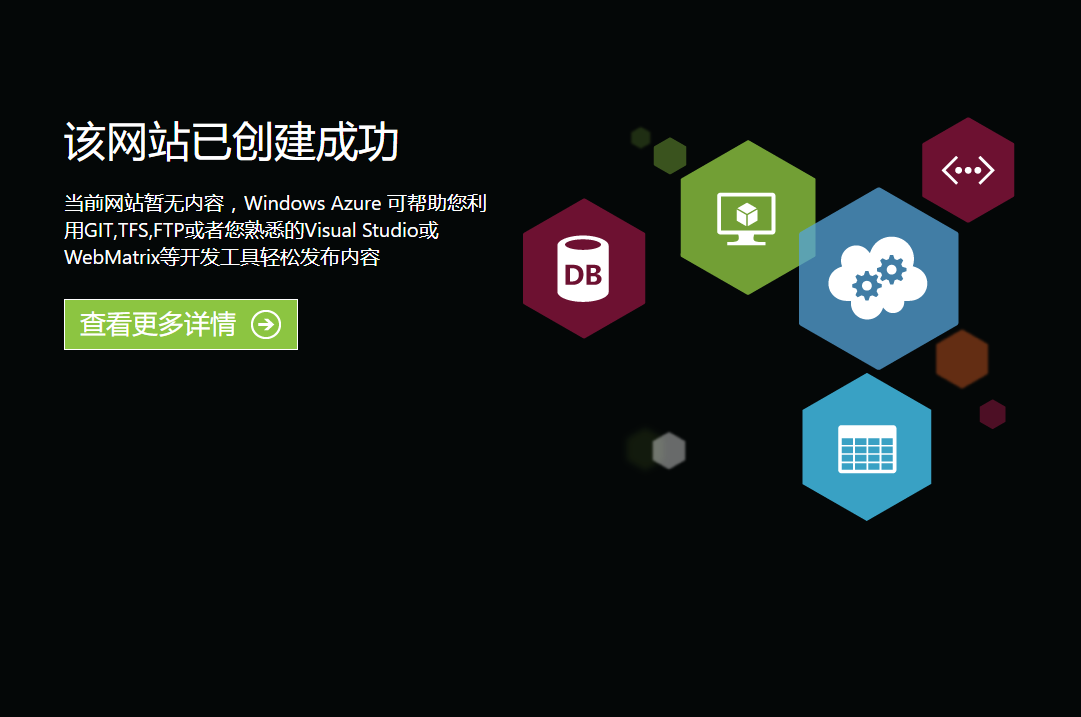 该网站已创建成功
当前网站暂无内容，Windows Azure 可帮助您利
用GIT,TFS,FTP或者您熟悉的Visual Studio或
WebMatrix等开发工具轻松发布内容
查看更多详情
DB